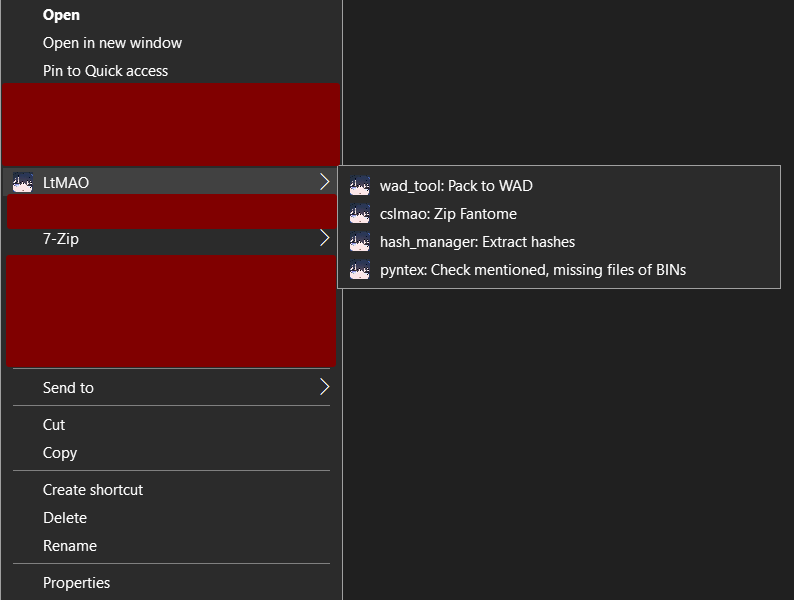 Open
Open in new window
Pin to Quick access
LtMAO
wad_tool: Pack to WAD
cslmao: Zip Fantome
hash_manager: Extract hashes
pyntex: Check mentioned, missing files of BINs
7-Zip
Send to
Cut
Copy
Create shortcut
Delete
Rename
Properties